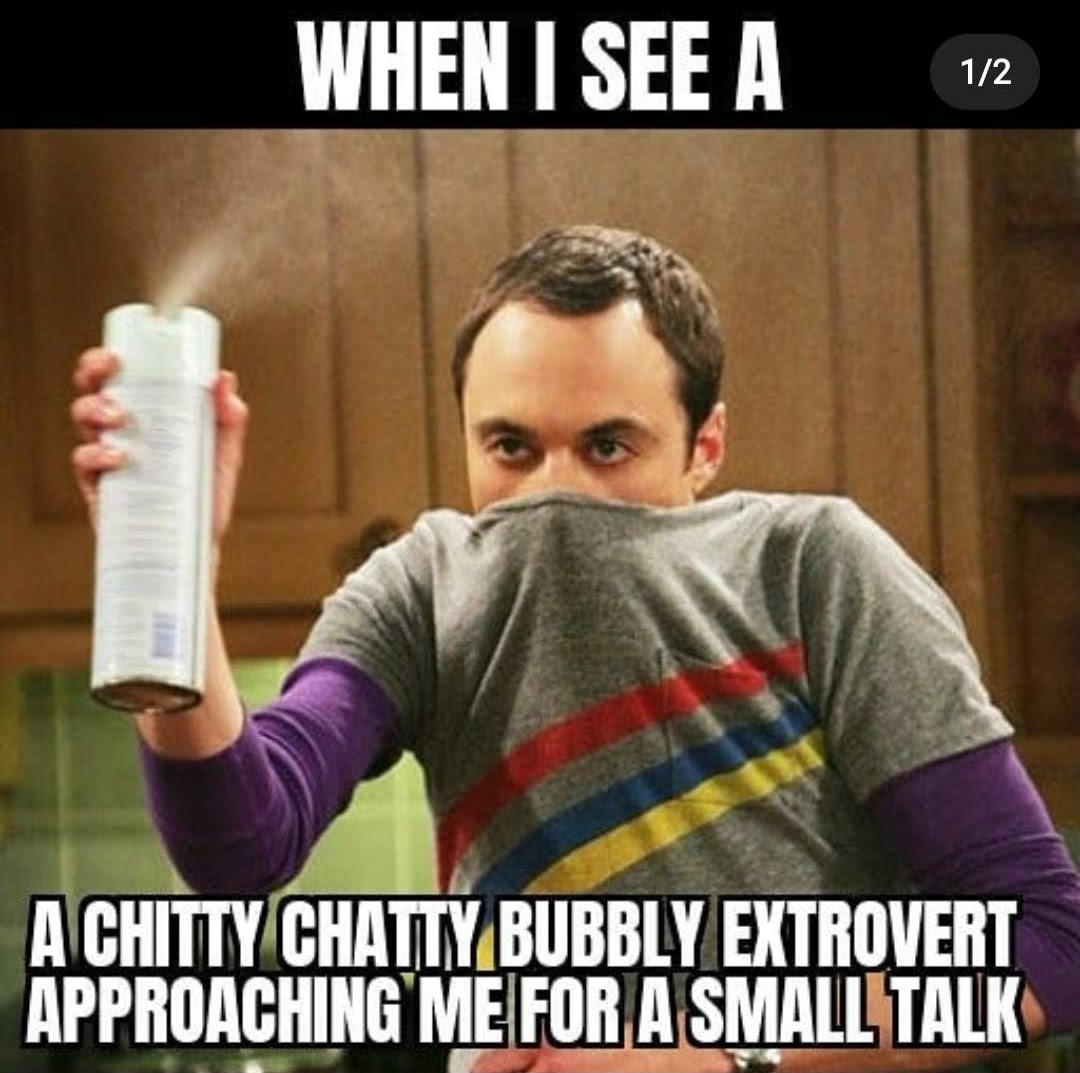 WHEN I SEE A
1/2
A CHITTY CHATTY BUBBLY EXTROVERT
APPROACHING ME FOR A SMALL TALK